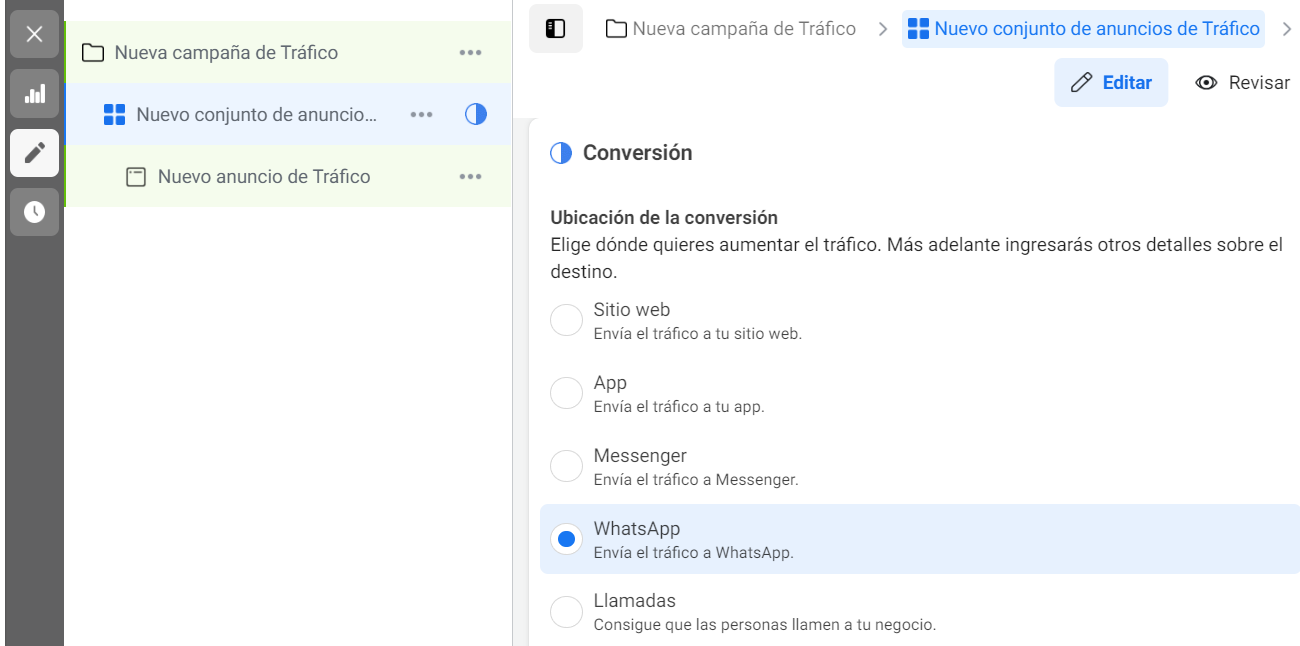 Nueva campaña de Tráfico
Nuevo conjunto de anuncio...
Nuevo anuncio de Tráfico
Nueva campaña de Tráfico
Nuevo conjunto de anuncios de Tráfico
Editar
Revisar
Conversión
Ubicación de la conversión
Elige dónde quieres aumentar el tráfico. Más adelante ingresarás otros detalles sobre el
destino.
Sitio web
Envía el tráfico a tu sitio web.
App
Envía el tráfico a tu app.
Messenger
Envía el tráfico a Messenger.
WhatsApp
Envía el tráfico a WhatsApp.
Llamadas
Consigue que las personas llamen a tu negocio.